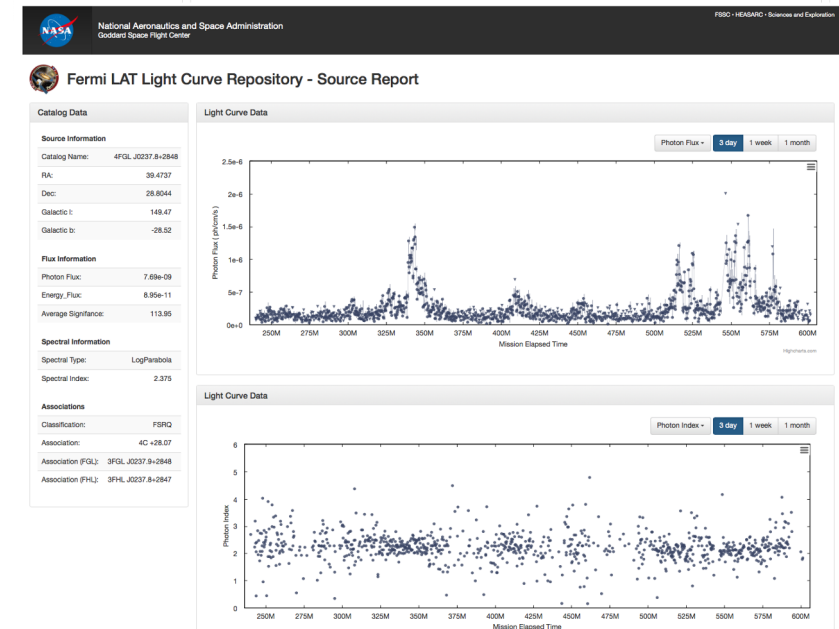 NASA
National Aeronautics and Space Administration
Goddard Space Flight Center
FSSC • HEASARC • Sciences and Exploration
Fermi LAT Light Curve Repository - Source Report
Catalog Data
Source Information
Catalog Name: 4FGL J0237.8+2848
RA: 39.4737
Dec: 28.8044
Galactic l: 149.47
Galactic b: -28.52
Flux Information
Photon Flux: 7.69e-09
Energy_Flux: 8.95e-11
Average Signifance: 113.95
Spectral Information
Spectral Type: LogParabola
Spectral Index: 2.375
Associations
Classification: FSRQ
Association: 4C +28.07
Association (FGL): 3FGL J0237.9+2848
Association (FHL): 3FHL J0237.8+2847
Light Curve Data
Photon Flux 3 day 1 week 1 month
Photon Flux ( ph/cm/s )
2.5e-6
2e-6
1.5e-6
1e-6
5e-7
0e+0
250M 275M 300M 325M 350M 375M 400M 425M 450M 475M 500M 525M 550M 575M 600M
Mission Elapsed Time
Highcharts.com
Light Curve Data
Photon Index 3 day 1 week 1 month
Photon Index
6
5
4
3
2
1
0
250M 275M 300M 325M 350M 375M 400M 425M 450M 475M 500M 525M 550M 575M 600M
Mission Elapsed Time